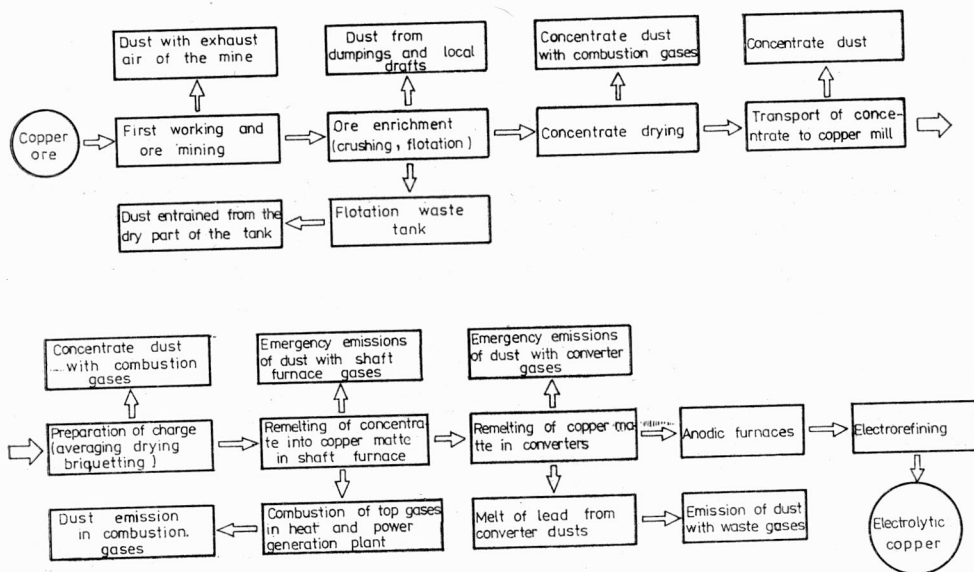 Dust with exhaust
air of the mine
Dust from
dumpings and local
drafts
Concentrate dust
with combustion gases
Concentrate dust
Copper
ore
First working and
ore mining
Ore enrichment
(crushing, flotation)
Concentrate drying
Transport of conce-
ntrate to copper mill
Dust entrained from the
dry part of the tank
Flotation waste
tank
Concentrate dust
with combustion
gases
Emergency emissions
of dust with shaft
furnace gases
Emergency emissions
of dust with converter
gases
Preparation of charge
(averaging drying
briquetting)
Remelting of concentra-
te into copper matte
in shaft furnace
Remelting of copper ma-
tte in converters
Anodic furnaces
Electrorefining
Dust emission
in combustion.
gases
Combustion of top gases
in heat and power
generation plant
Melt of lead from
converter dusts
Emission of dust
with waste gases
Electrolytic
copper